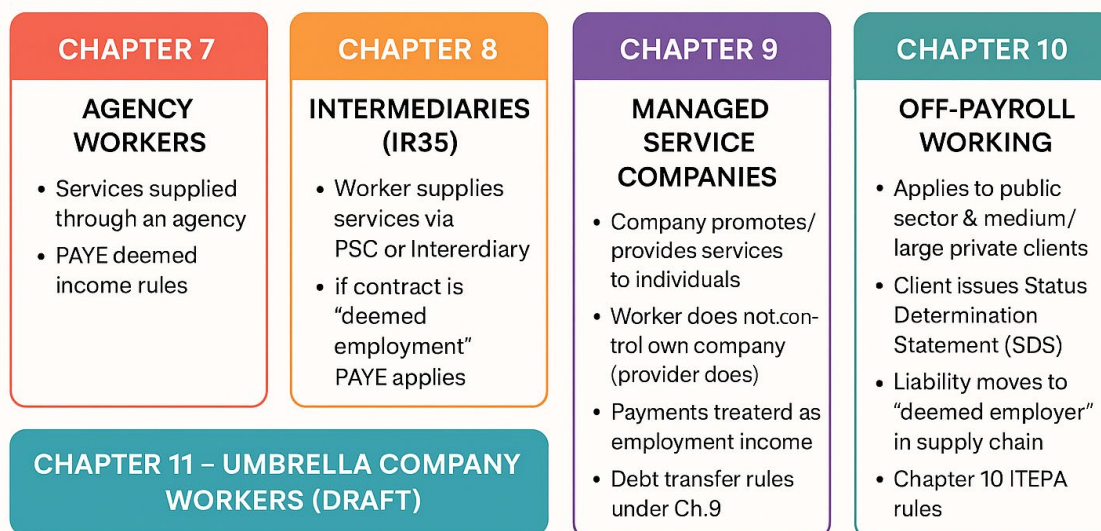 CHAPTER 7
AGENCY
WORKERS
• Services supplied
through an agency
• PAYE deemed
income rules
CHAPTER 8
INTERMEDIARIES
(IR35)
• Worker supplies
services via
PSC or Intererdiary
• if contract is
“deemed
employment”
PAYE applies
CHAPTER 9
MANAGED
SERVICE
COMPANIES
• Company promotes/
provides services
to individuals
• Worker does not.con-
trol own company
(provider does)
• Payments treaterd as
employment income
• Debt transfer rules
under Ch.9
CHAPTER 10
OFF-PAYROLL
WORKING
• Applies to public
sector & medium/
large private clients
• Client issues Status
Determination
Statement (SDS)
• Liability moves to
“deemed employer”
in supply chain
• Chapter 10 ITEPA
rules
CHAPTER 11 – UMBRELLA COMPANY
WORKERS (DRAFT)